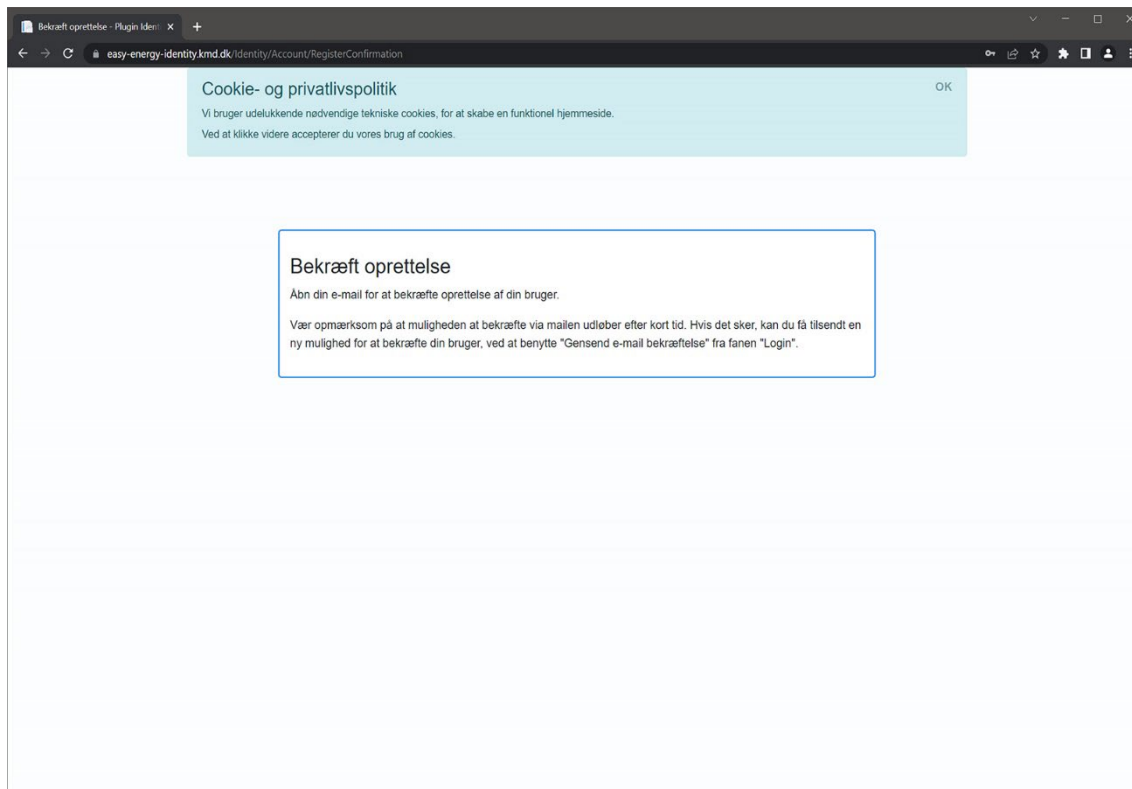 Bekræft oprettelse - Plugin Ident
easy-energy-identity.kmd.dk/Identity/Account/RegisterConfirmation
Cookie- og privatlivspolitik
OK
Vi bruger udelukkende nødvendige tekniske cookies, for at skabe en funktionel hjemmeside.
Ved at klikke videre accepterer du vores brug af cookies.
Bekræft oprettelse
Åbn din e-mail for at bekræfte oprettelse af din bruger.
Vær opmærksom på at muligheden at bekræfte via mailen udløber efter kort tid. Hvis det sker, kan du få tilsendt en
ny mulighed for at bekræfte din bruger, ved at benytte "Gensend e-mail bekræftelse" fra fanen "Login".